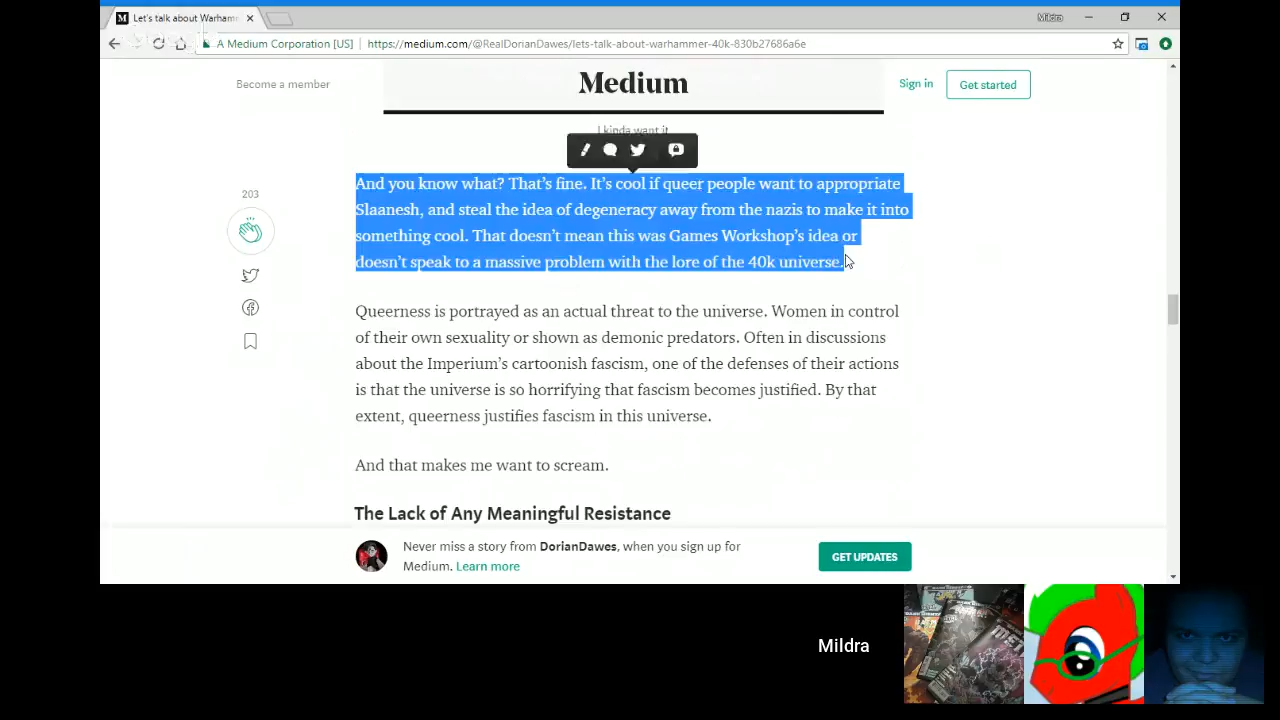 Let's talk about Warham
Mildra
A Medium Corporation [US]
https://medium.com/@RealDorianDawes/lets-talk-about-warhammer-40k-830b27686a6e
Become a member
Medium
Sign in
Get started
I kinda want it
203
And you know what? That's fine. It's cool if queer people want to appropriate
Slaanesh, and steal the idea of degeneracy away from the nazis to make it into
something cool. That doesn't mean this was Games Workshop's idea or
doesn't speak to a massive problem with the lore of the 40k universe.
Queerness is portrayed as an actual threat to the universe. Women in control
of their own sexuality or shown as demonic predators. Often in discussions
about the Imperium's cartoonish fascism, one of the defenses of their actions
is that the universe is so horrifying that fascism becomes justified. By that
extent, queerness justifies fascism in this universe.
And that makes me want to scream.
The Lack of Any Meaningful Resistance
Never miss a story from DorianDawes, when you sign up for
Medium. Learn more
GET UPDATES
Mildra